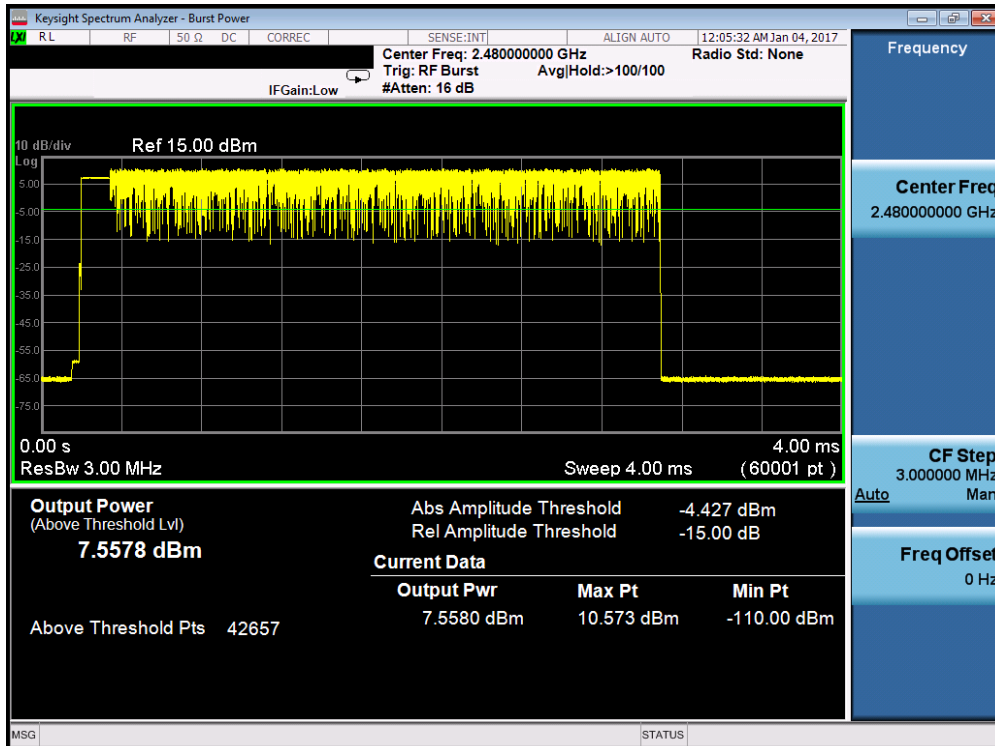 Keysight Spectrum Analyzer - Burst Power
LXI RL RF 50 Ω DC CORREC SENSE:INT ALIGN AUTO 12:05:32 AM Jan 04, 2017
Center Freq: 2.480000000 GHz Radio Std: None
Trig: RF Burst Avg|Hold:>100/100
IFGain:Low #Atten: 16 dB
Frequency
10 dB/div Ref 15.00 dBm
Log
5.00
-5.00
-15.0
-25.0
-35.0
-45.0
-55.0
-65.0
-75.0
0.00 s 4.00 ms
ResBw 3.00 MHz Sweep 4.00 ms (60001 pt)
Output Power
(Above Threshold Lvl)
7.5578 dBm
Above Threshold Pts 42657
Abs Amplitude Threshold -4.427 dBm
Rel Amplitude Threshold -15.00 dB
Current Data
Output Pwr Max Pt Min Pt
7.5580 dBm 10.573 dBm -110.00 dBm
Center Freq
2.480000000 GHz
CF Step
3.000000 MHz
Auto Man
Freq Offset
0 Hz
MSG STATUS